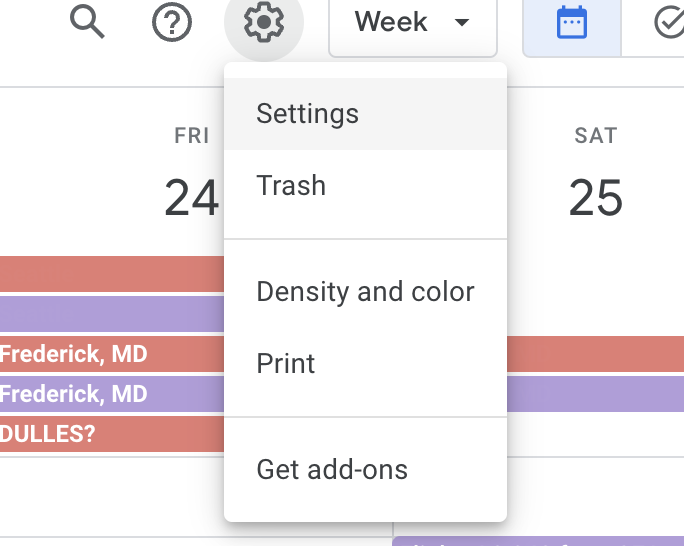 Week
Settings
FRI
SAT
24
25
Trash
Density and color
Frederick, MD
Print
Frederick, MD
DULLES?
Get add-ons